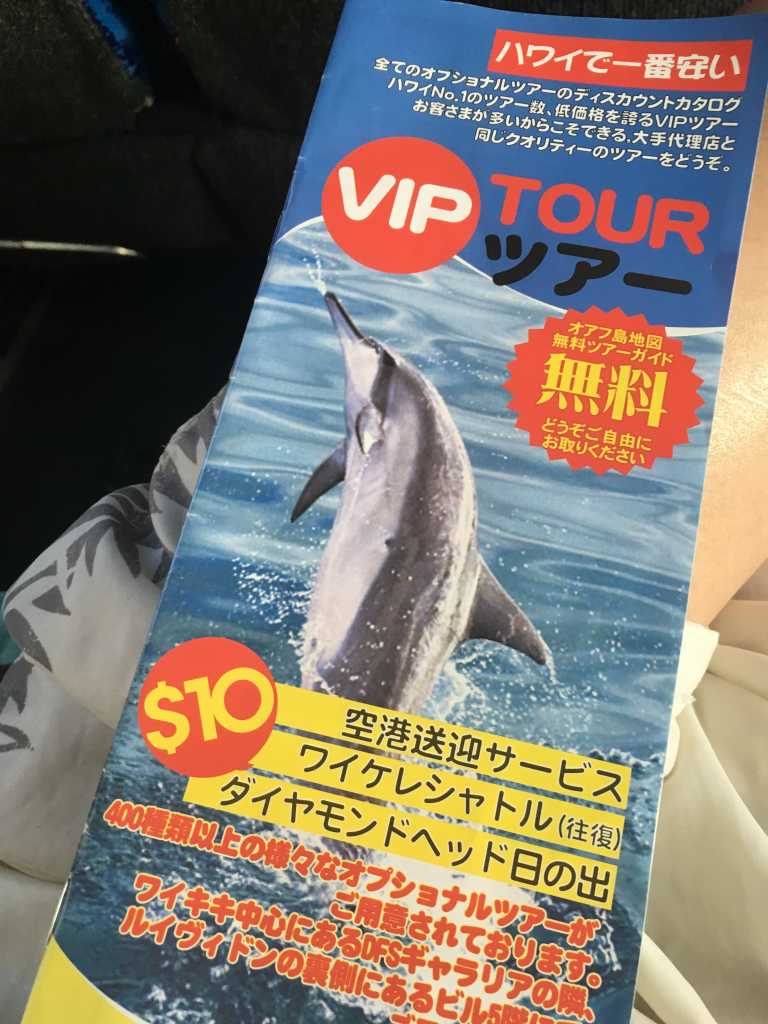 ハワイで一番安い
全てのオプショナルツアーのディスカウントカタログ
ハワイNo.1のツアー数、低価格を誇るVIPツアー
お客さまが多いからこそできる、大手代理店と
同じクオリティーのツアーをどうぞ。
VIP TOUR
ツアー
オアフ島地図
無料ツアーガイド
無料
どうぞご自由に
お取りください
$10
空港送迎サービス
ワイケレシャトル(往復)
ダイヤモンドヘッド日の出
400種類以上の様々なオプショナルツアーが
ご用意されております。
ワイキキ中心にあるDFSギャラリアの隣、
ルイヴィドンの裏側にあるビル5階に